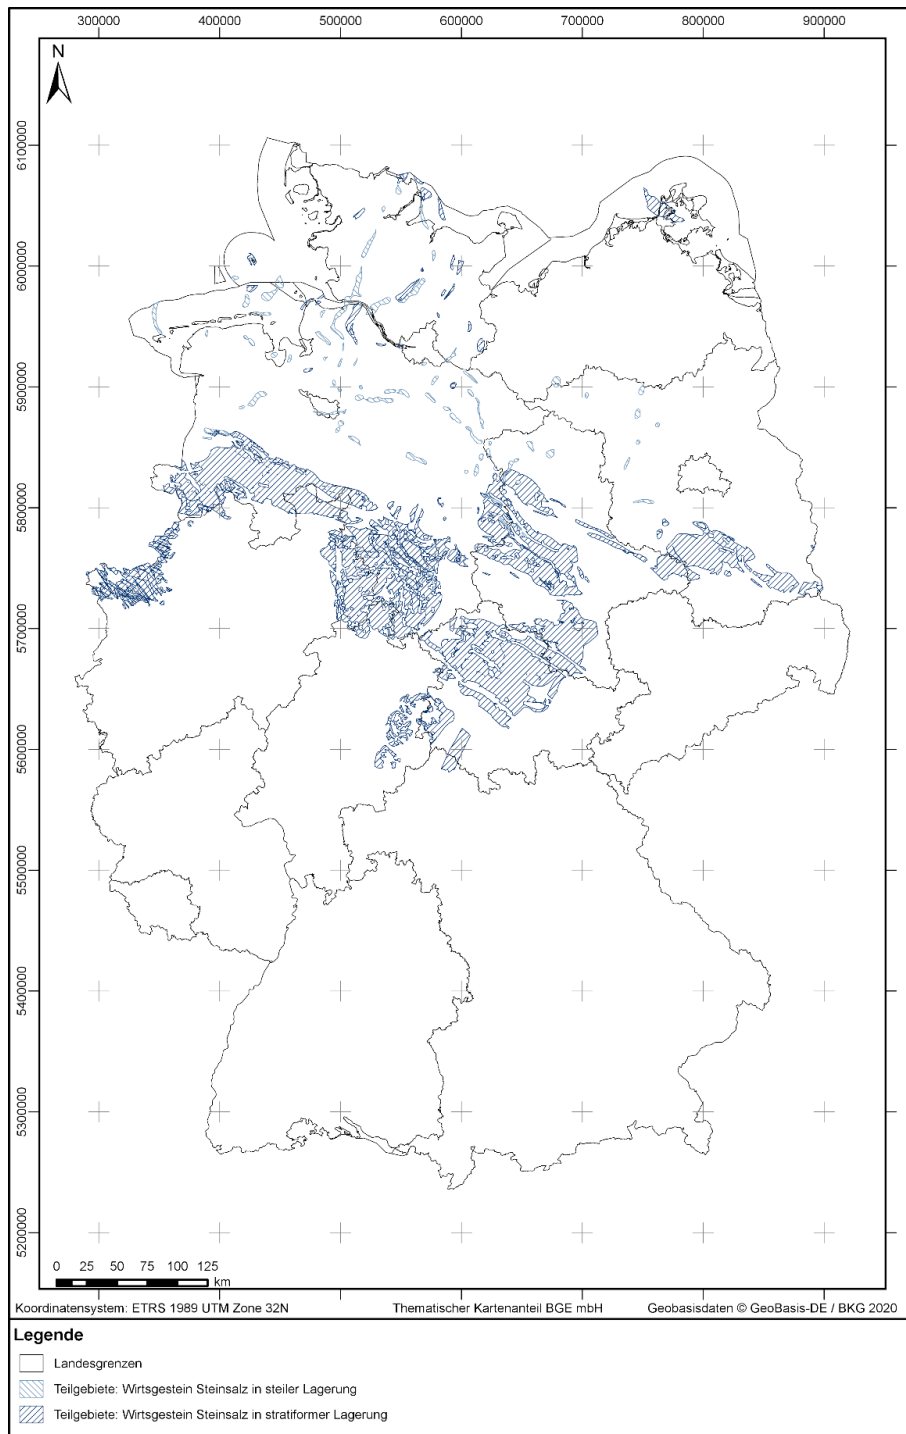 300000 400000 500000 600000 700000 800000 900000
N
6100000
6000000
5900000
5800000
5700000
5600000
5500000
5400000
5300000
5200000
0 25 50 75 100 125
km
Koordinatensystem: ETRS 1989 UTM Zone 32N Thematischer Kartenanteil BGE mbH Geobasisdaten © GeoBasis-DE / BKG 2020
Legende
Landesgrenzen
Teilgebiete: Wirtsgestein Steinsalz in steiler Lagerung
Teilgebiete: Wirtsgestein Steinsalz in stratiformer Lagerung